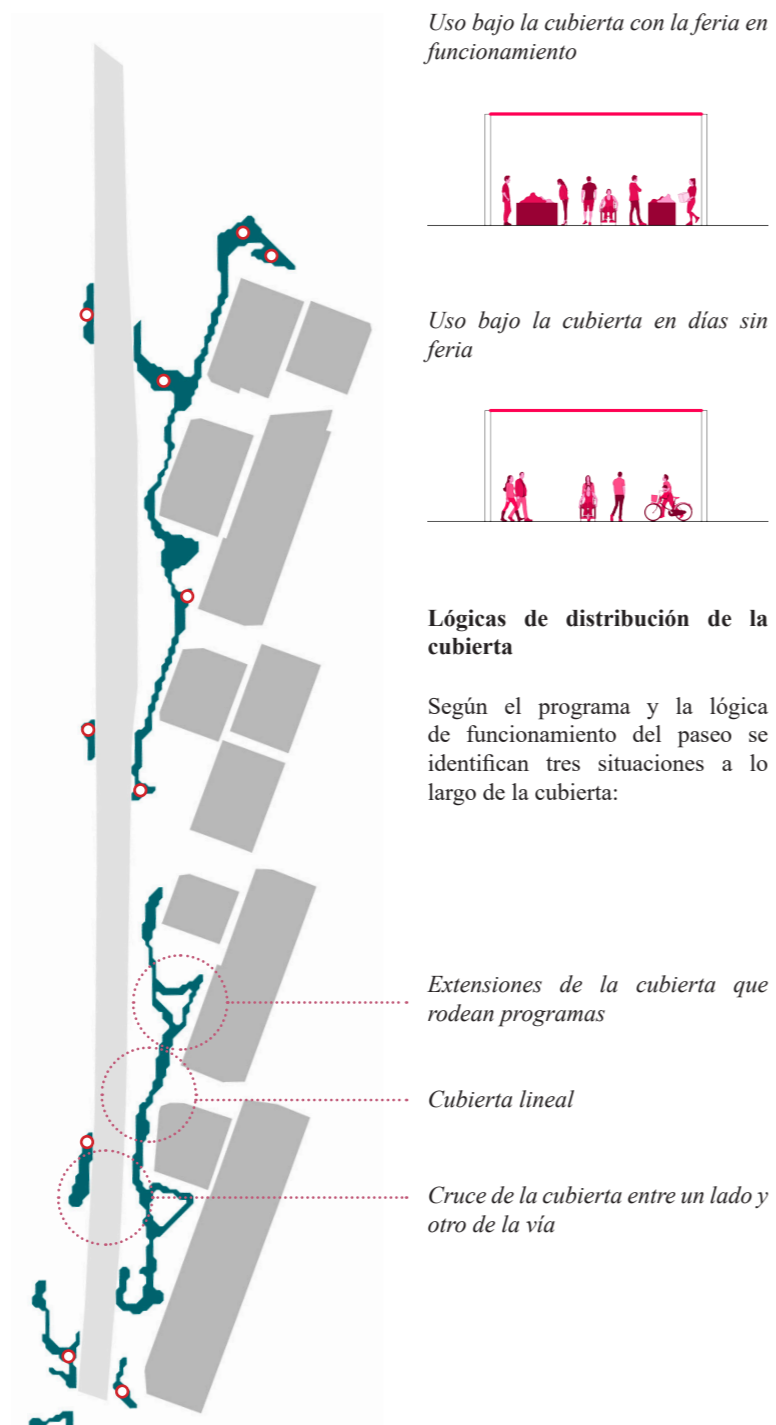 Uso bajo la cubierta con la feria en
funcionamiento
Uso bajo la cubierta en días sin
feria
Lógicas de distribución de la
cubierta
Según el programa y la lógica
de funcionamiento del paseo se
identifican tres situaciones a lo
largo de la cubierta:
Extensiones de la cubierta que
rodean programas
Cubierta lineal
Cruce de la cubierta entre un lado y
otro de la vía